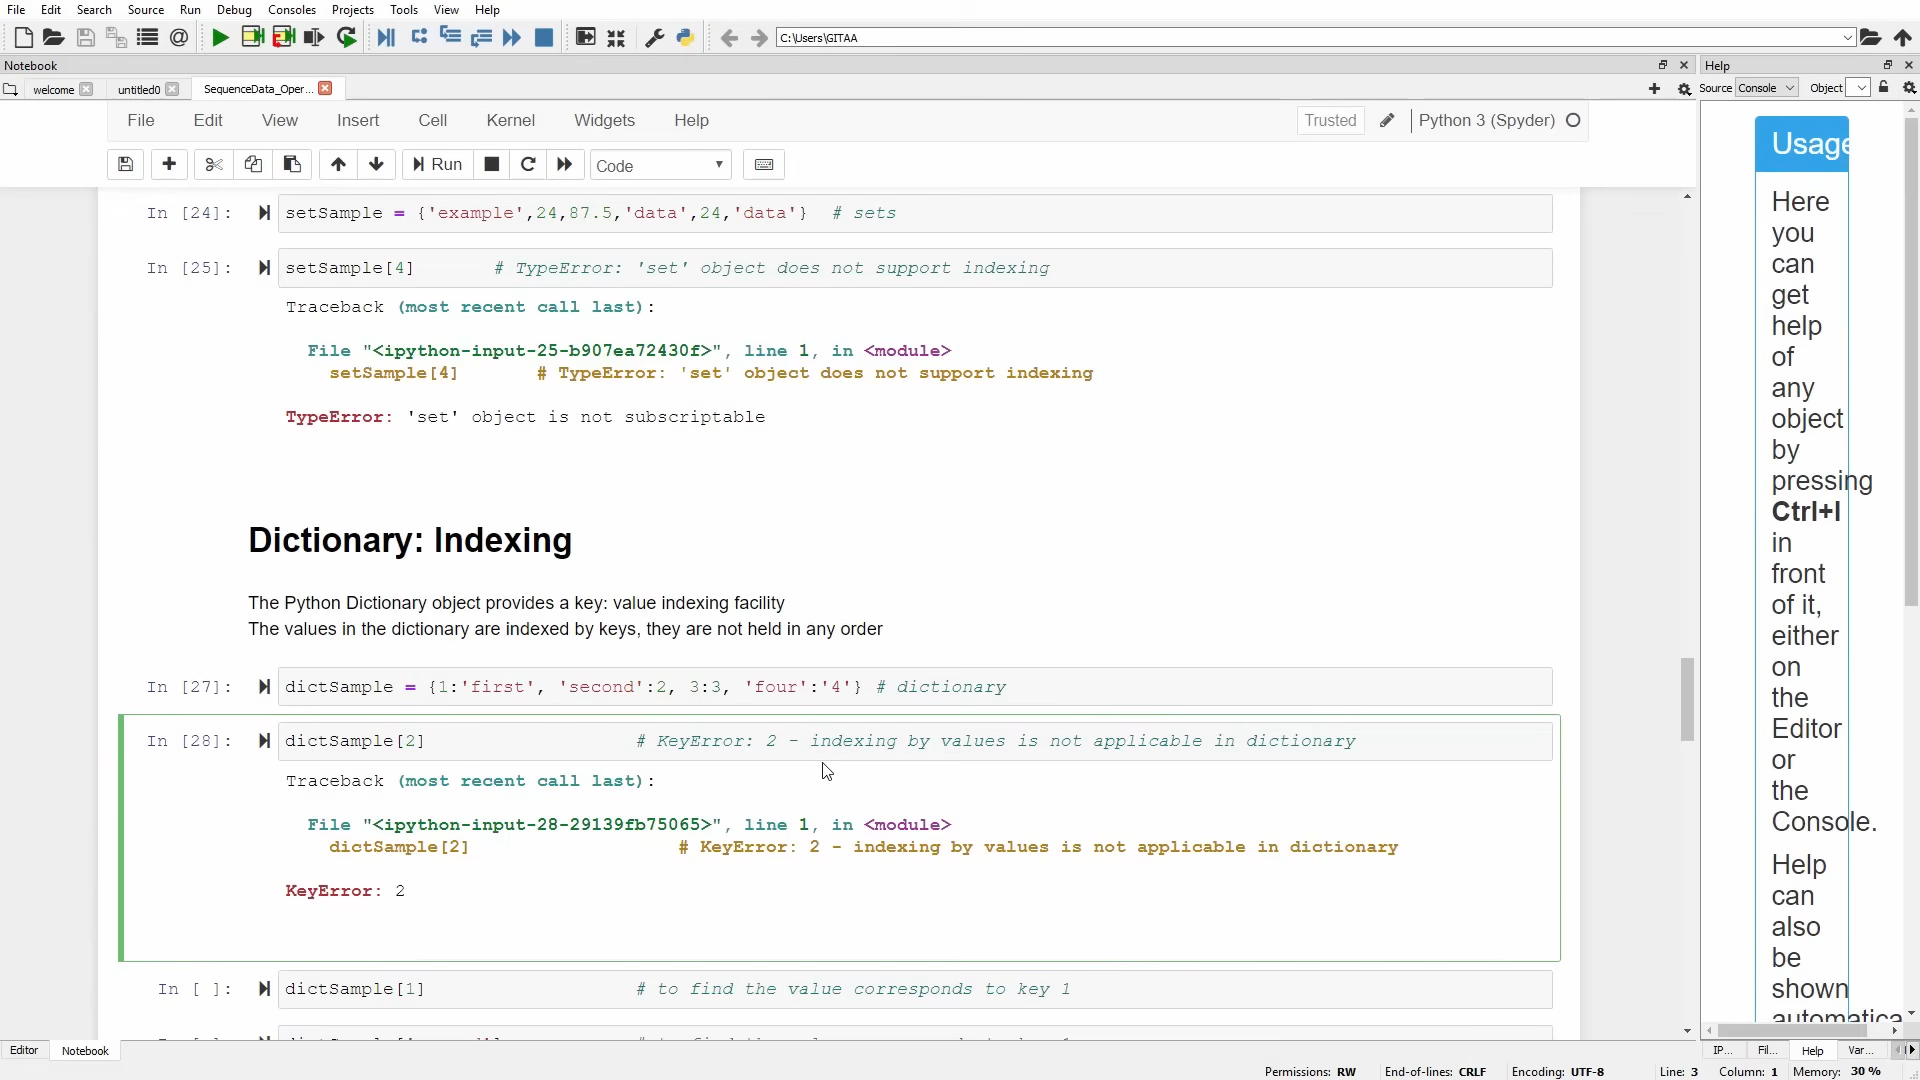 File Edit Search Source Run Debug Consoles Projects Tools View Help
C:\Users\GITAA
Notebook
Help
welcome untitled0 SequenceData_Oper...
Source Console Object
File Edit View Insert Cell Kernel Widgets Help
Trusted Python 3 (Spyder)
Run Code
In [24]: setSample = {'example',24,87.5,'data',24,'data'} # sets
In [25]: setSample[4] # TypeError: 'set' object does not support indexing
Traceback (most recent call last):
File "<ipython-input-25-b907ea72430f>", line 1, in <module>
setSample[4] # TypeError: 'set' object does not support indexing
TypeError: 'set' object is not subscriptable
Dictionary: Indexing
The Python Dictionary object provides a key: value indexing facility
The values in the dictionary are indexed by keys, they are not held in any order
In [27]: dictSample = {1:'first', 'second':2, 3:3, 'four':'4'} # dictionary
In [28]: dictSample[2] # KeyError: 2 - indexing by values is not applicable in dictionary
Traceback (most recent call last):
File "<ipython-input-28-29139fb75065>", line 1, in <module>
dictSample[2] # KeyError: 2 - indexing by values is not applicable in dictionary
KeyError: 2
In [ ]: dictSample[1] # to find the value corresponds to key 1
Usage
Here
you
can
get
help
of
any
object
by
pressing
Ctrl+I
in
front
of it,
either
on
the
Editor
or
the
Console.
Help
can
also
be
shown
automatica
Editor Notebook
IP... Fil... Help Var...
Permissions: RW End-of-lines: CRLF Encoding: UTF-8 Line: 3 Column: 1 Memory: 30 %